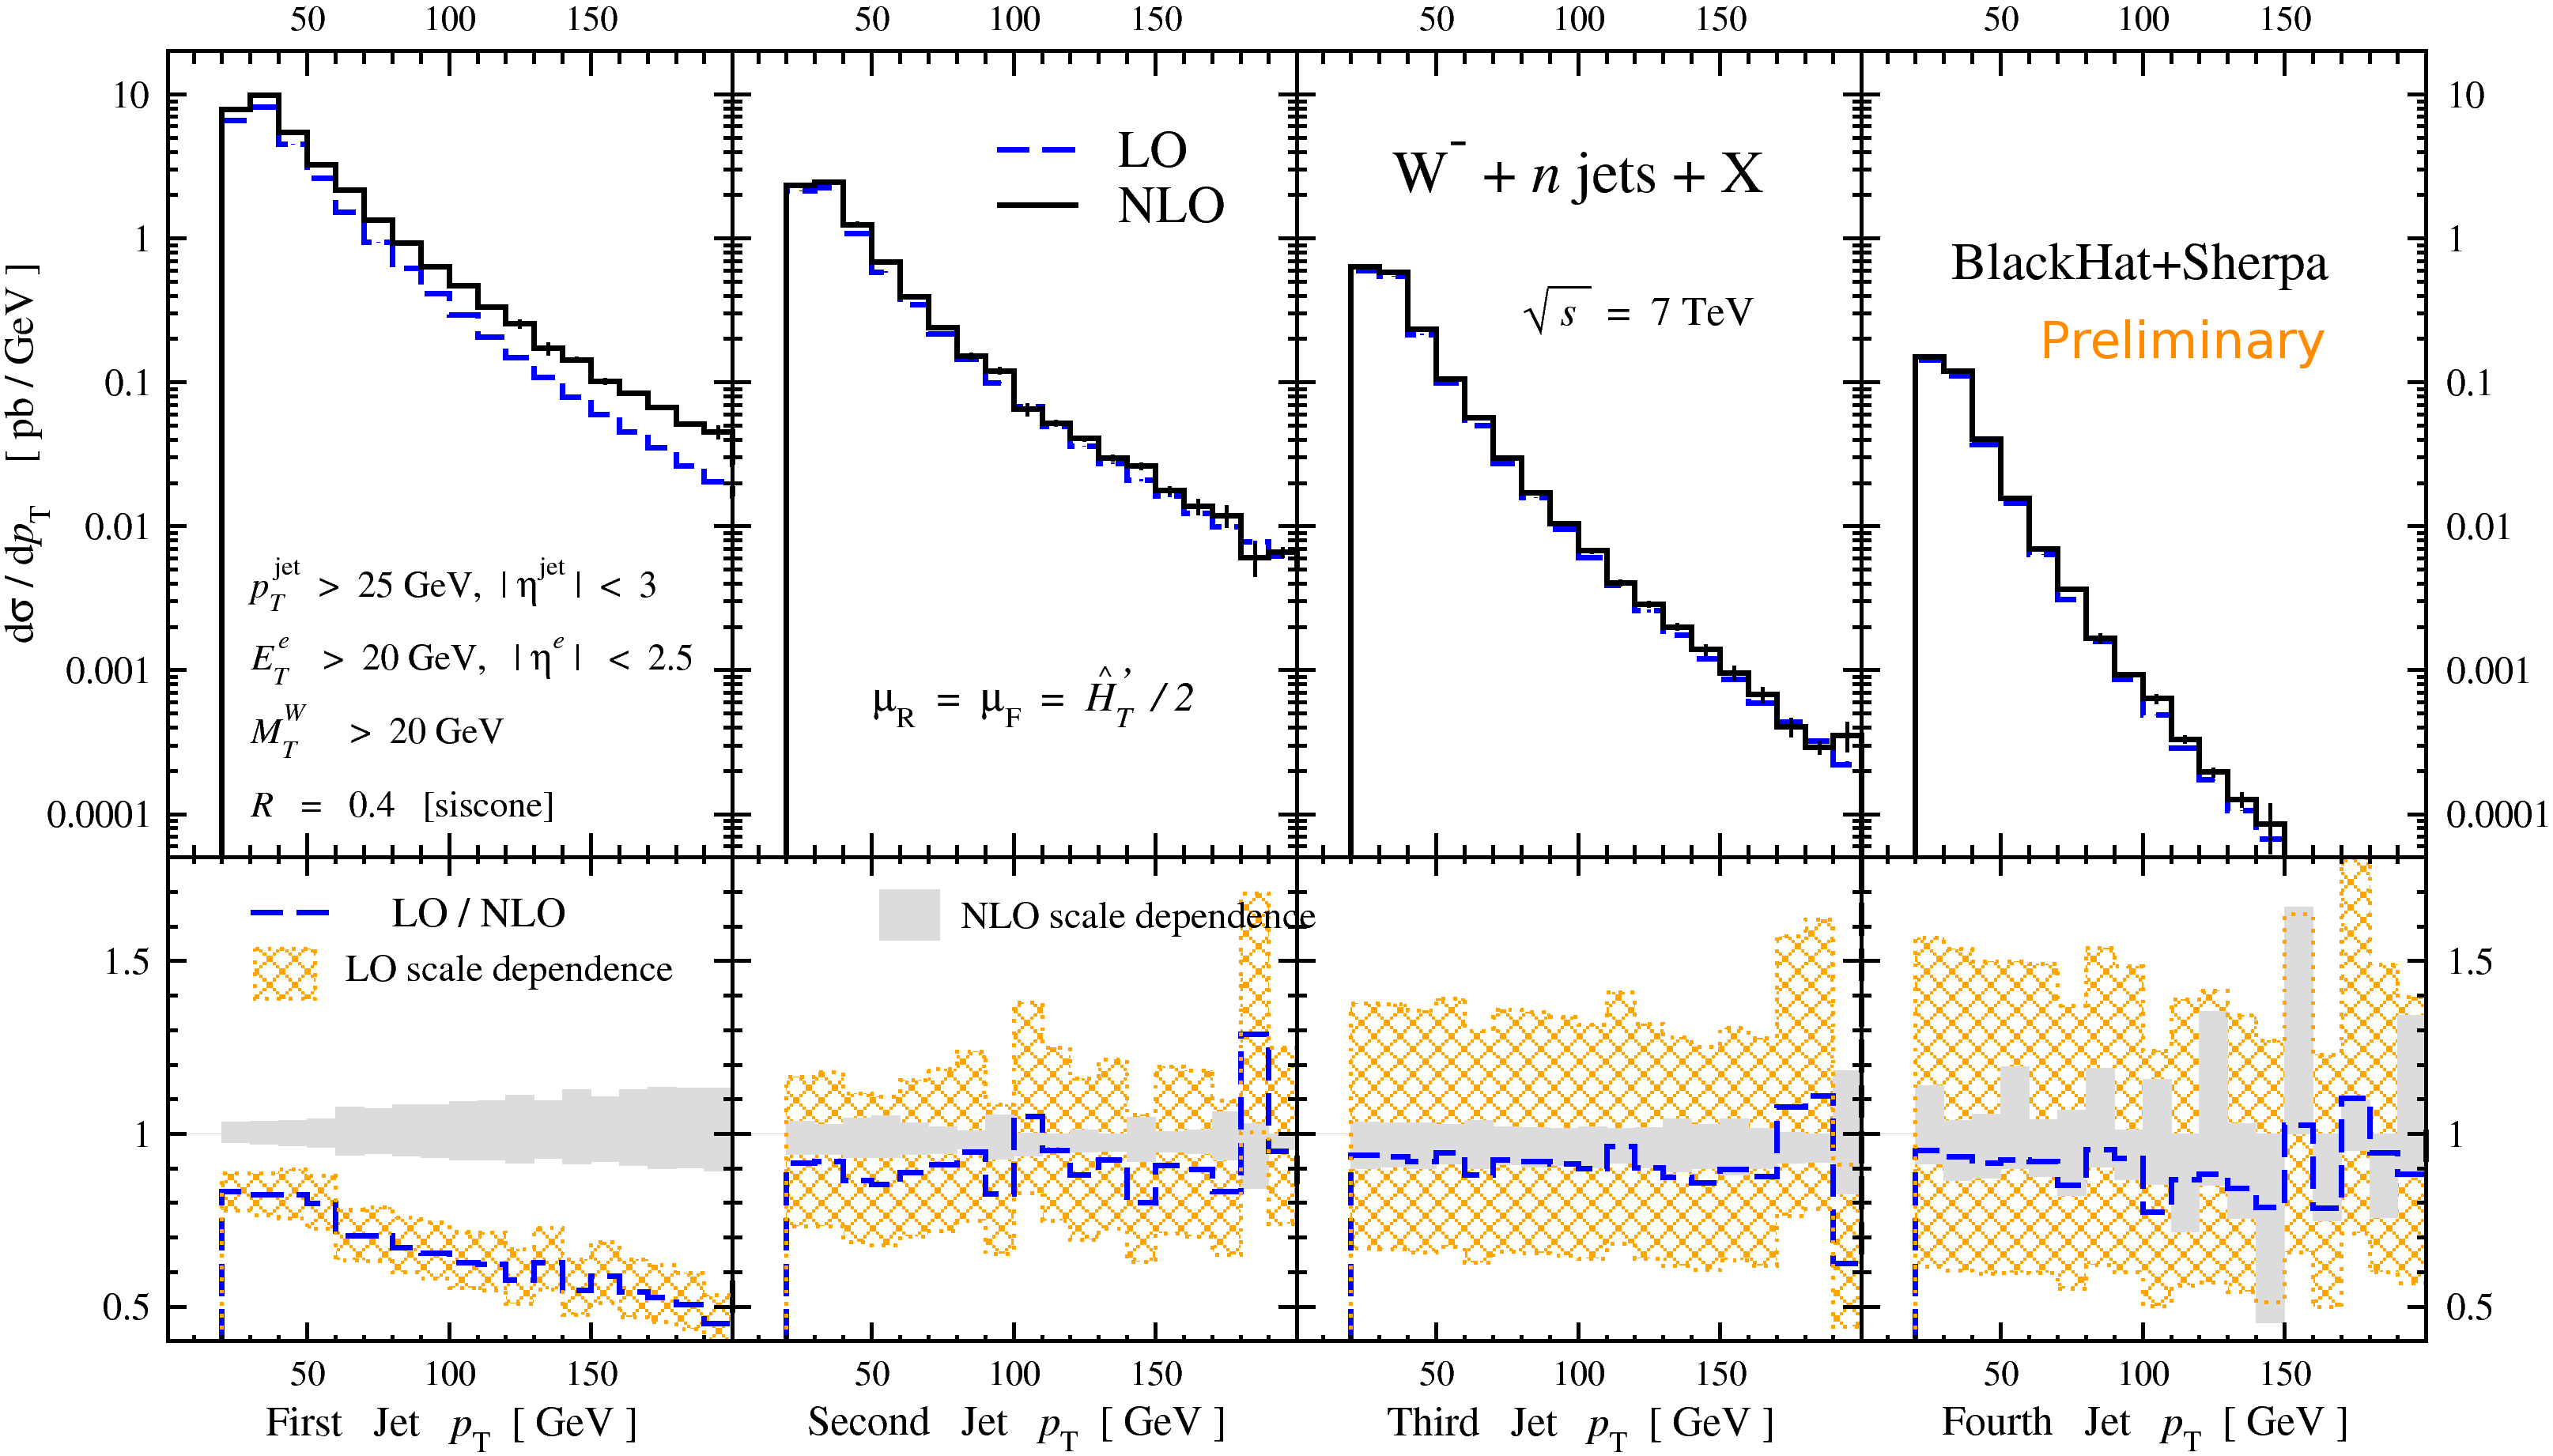 50 100 150 50 100 150 50 100 150 50 100 150
10 10
1 1
0.1 0.1
0.01 0.01
0.001 0.001
0.0001 0.0001
dσ / dp_T [ pb / GeV ]
LO
NLO
W^- + n jets + X
√s = 7 TeV
BlackHat+Sherpa
Preliminary
p_T^jet > 25 GeV, | η^jet | < 3
E_T^e > 20 GeV, | η^e | < 2.5
M_T^W > 20 GeV
R = 0.4 [siscone]
μ_R = μ_F = Ĥ_T' / 2
LO / NLO
LO scale dependence
NLO scale dependence
1.5 1.5
1 1
0.5 0.5
50 100 150 50 100 150 50 100 150 50 100 150
First Jet p_T [ GeV ]
Second Jet p_T [ GeV ]
Third Jet p_T [ GeV ]
Fourth Jet p_T [ GeV ]